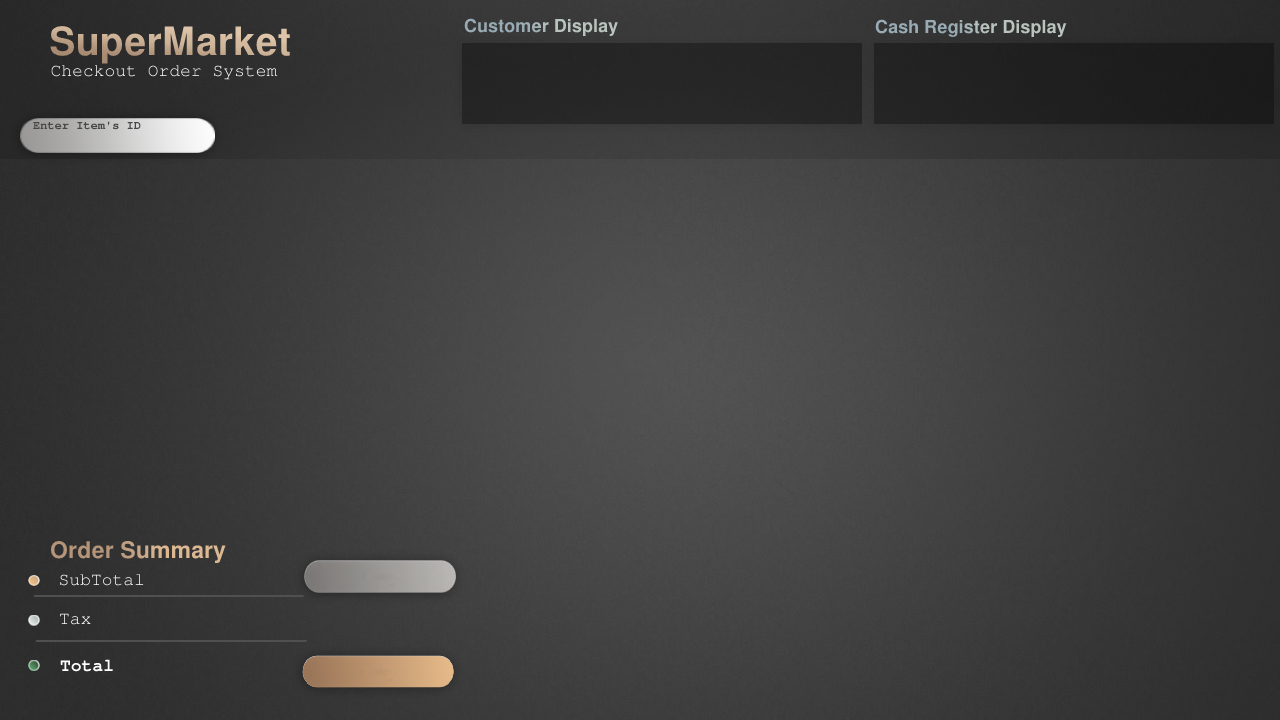 SuperMarket
Checkout Order System
Enter Item's ID
Customer Display
Cash Register Display
Order Summary
SubTotal
Tax
Total